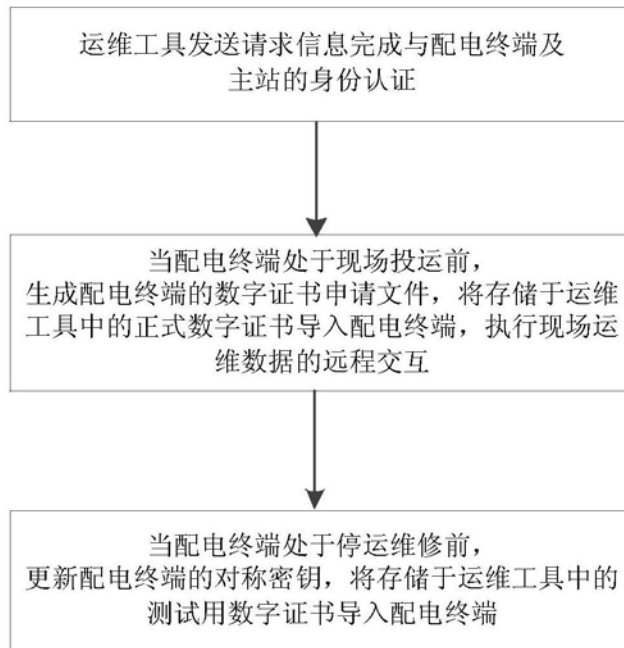 运维工具发送请求信息完成与配电终端及
主站的身份认证
当配电终端处于现场投运前，
生成配电终端的数字证书申请文件，将存储于运维
工具中的正式数字证书导入配电终端，执行现场运
维数据的远程交互
当配电终端处于停运维修前，
更新配电终端的对称密钥，将存储于运维工具中的
测试用数字证书导入配电终端